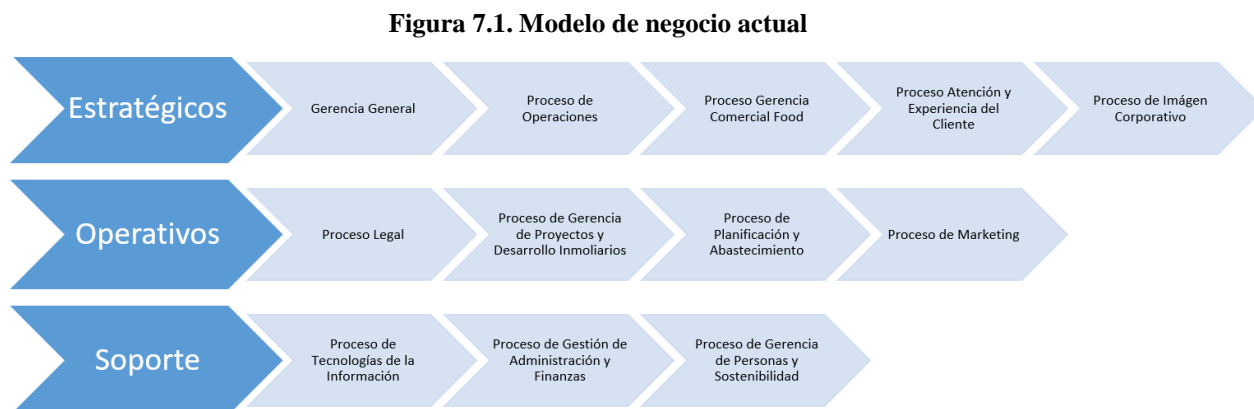 Figura 7.1. Modelo de negocio actual
Estratégicos
Gerencia General
Proceso de
Operaciones
Proceso Gerencia
Comercial Food
Proceso Atención y
Experiencia del
Cliente
Proceso de Imágen
Corporativo
Operativos
Proceso Legal
Proceso de Gerencia
de Proyectos y
Desarrollo Inmoliarios
Proceso de
Planificación y
Abastecimiento
Proceso de Marketing
Soporte
Proceso de
Tecnologías de la
Información
Proceso de Gestión de
Administración y
Finanzas
Proceso de Gerencia
de Personas y
Sostenibilidad